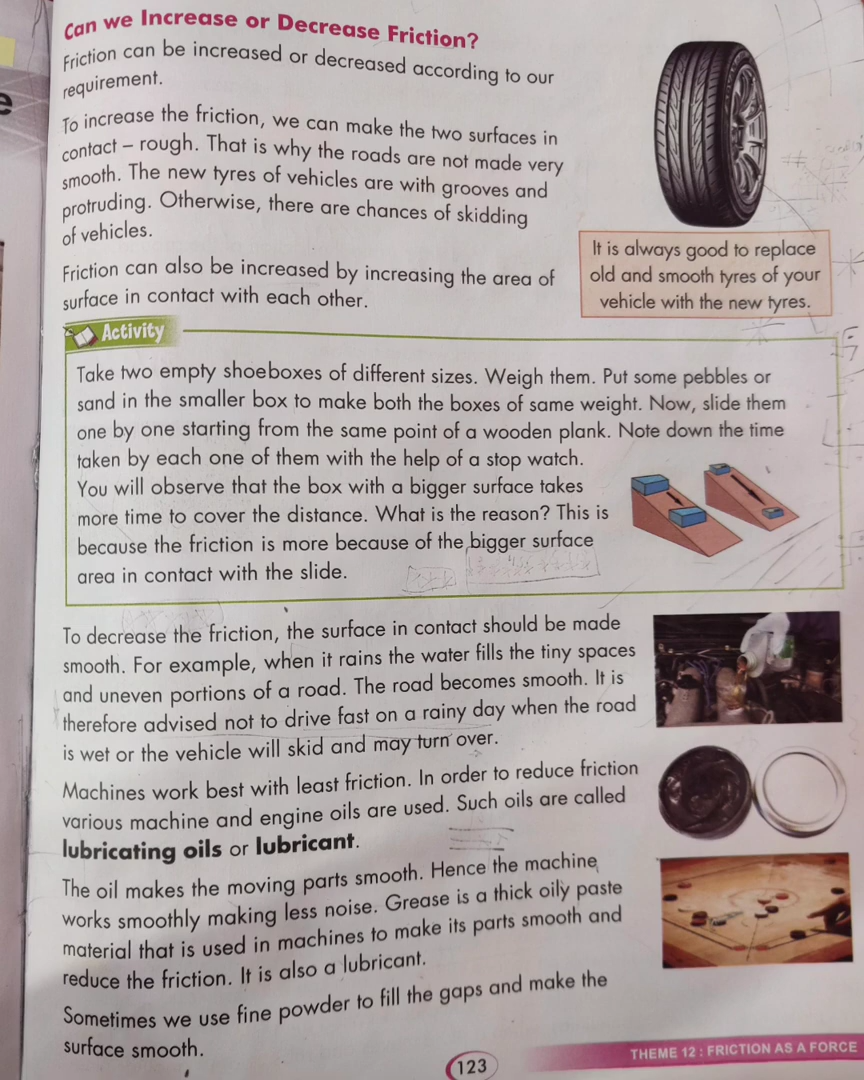 Can we Increase or Decrease Friction?
Friction can be increased or decreased according to our
requirement.
To increase the friction, we can make the two surfaces in
contact – rough. That is why the roads are not made very
smooth. The new tyres of vehicles are with grooves and
protruding. Otherwise, there are chances of skidding
of vehicles.
Friction can also be increased by increasing the area of
surface in contact with each other.
It is always good to replace
old and smooth tyres of your
vehicle with the new tyres.
Activity
Take two empty shoeboxes of different sizes. Weigh them. Put some pebbles or
sand in the smaller box to make both the boxes of same weight. Now, slide them
one by one starting from the same point of a wooden plank. Note down the time
taken by each one of them with the help of a stop watch.
You will observe that the box with a bigger surface takes
more time to cover the distance. What is the reason? This is
because the friction is more because of the bigger surface
area in contact with the slide.
To decrease the friction, the surface in contact should be made
smooth. For example, when it rains the water fills the tiny spaces
and uneven portions of a road. The road becomes smooth. It is
therefore advised not to drive fast on a rainy day when the road
is wet or the vehicle will skid and may turn over.
Machines work best with least friction. In order to reduce friction
various machine and engine oils are used. Such oils are called
lubricating oils or lubricant.
The oil makes the moving parts smooth. Hence the machine
works smoothly making less noise. Grease is a thick oily paste
material that is used in machines to make its parts smooth and
reduce the friction. It is also a lubricant.
Sometimes we use fine powder to fill the gaps and make the
surface smooth.
123
THEME 12 : FRICTION AS A FORCE